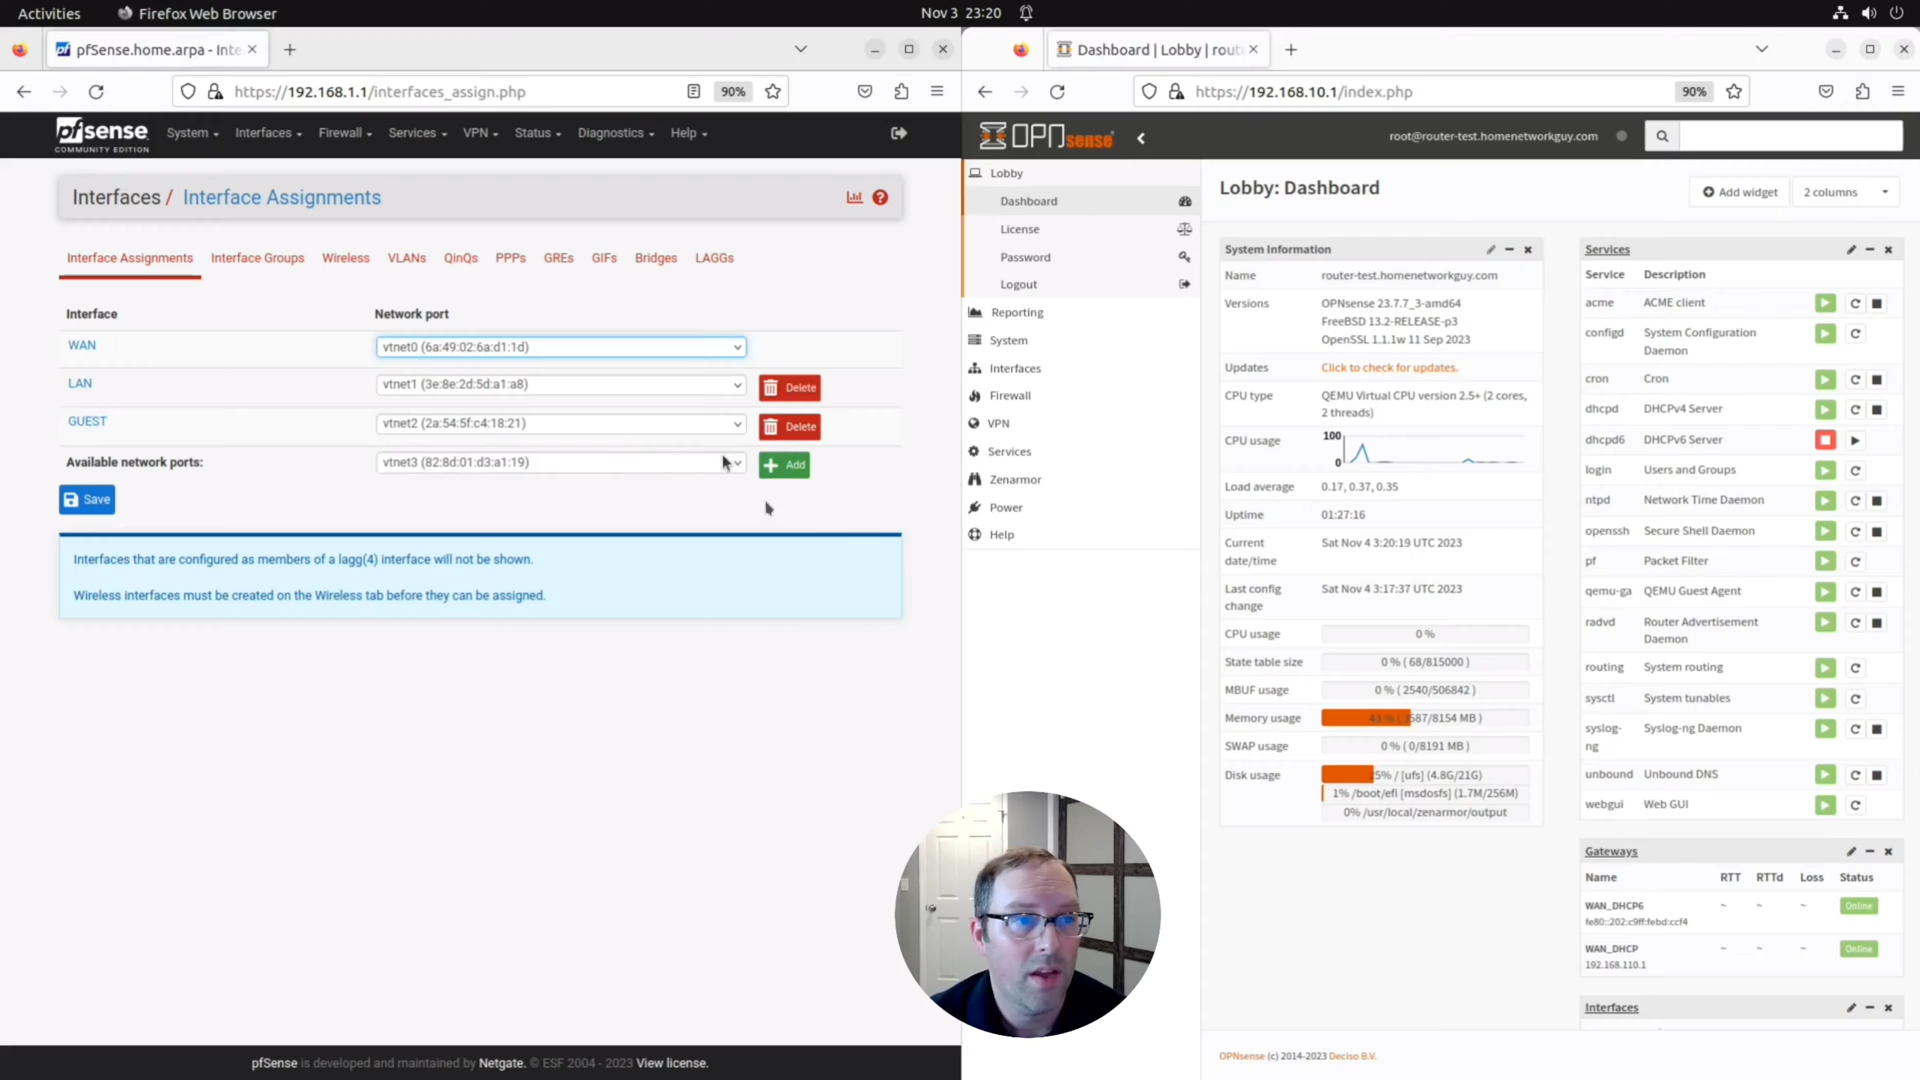 Activities Firefox Web Browser Nov 3 23:20
pfSense.home.arpa - Inte
https://192.168.1.1/interfaces_assign.php 90%
pfsense
COMMUNITY EDITION
System Interfaces Firewall Services VPN Status Diagnostics Help
Interfaces / Interface Assignments
Interface Assignments Interface Groups Wireless VLANs QinQs PPPs GREs GIFs Bridges LAGGs
Interface Network port
WAN vtnet0 (6a:49:02:6a:d1:1d)
LAN vtnet1 (3e:8e:2d:5d:a1:a8) Delete
GUEST vtnet2 (2a:54:5f:c4:18:21) Delete
Available network ports: vtnet3 (82:8d:01:d3:a1:19) Add
Save
Interfaces that are configured as members of a lagg(4) interface will not be shown.
Wireless interfaces must be created on the Wireless tab before they can be assigned.
pfSense is developed and maintained by Netgate. © ESF 2004 - 2023 View license.
Dashboard | Lobby | rout
https://192.168.10.1/index.php 90%
OPNsense
root@router-test.homenetworkguy.com
Lobby
Dashboard
License
Password
Logout
Reporting
System
Interfaces
Firewall
VPN
Services
Zenarmor
Power
Help
Lobby: Dashboard
Add widget 2 columns
System Information
Name router-test.homenetworkguy.com
Versions OPNsense 23.7.7_3-amd64
FreeBSD 13.2-RELEASE-p3
OpenSSL 1.1.1w 11 Sep 2023
Updates Click to check for updates.
CPU type QEMU Virtual CPU version 2.5+ (2 cores,
2 threads)
CPU usage 100
0
Load average 0.17, 0.37, 0.35
Uptime 01:27:16
Current Sat Nov 4 3:20:19 UTC 2023
date/time
Last config Sat Nov 4 3:17:37 UTC 2023
change
CPU usage 0 %
State table size 0 % ( 68/815000 )
MBUF usage 0 % ( 2540/506842 )
Memory usage 43 % ( 3587/8154 MB )
SWAP usage 0 % ( 0/8191 MB )
Disk usage 25% / [ufs] (4.8G/21G)
1% /boot/efi [msdosfs] (1.7M/256M)
0% /usr/local/zenarmor/output
Services
Service Description
acme ACME client
configd System Configuration
Daemon
cron Cron
dhcpd DHCPv4 Server
dhcpd6 DHCPv6 Server
login Users and Groups
ntpd Network Time Daemon
openssh Secure Shell Daemon
pf Packet Filter
qemu-ga QEMU Guest Agent
radvd Router Advertisement
Daemon
routing System routing
sysctl System tunables
syslog- Syslog-ng Daemon
ng
unbound Unbound DNS
webgui Web GUI
Gateways
Name RTT RTTd Loss Status
WAN_DHCP6 ~ ~ ~ Online
fe80::202:c9ff:febd:ccf4
WAN_DHCP ~ ~ ~ Online
192.168.110.1
Interfaces
OPNsense (c) 2014-2023 Deciso B.V.